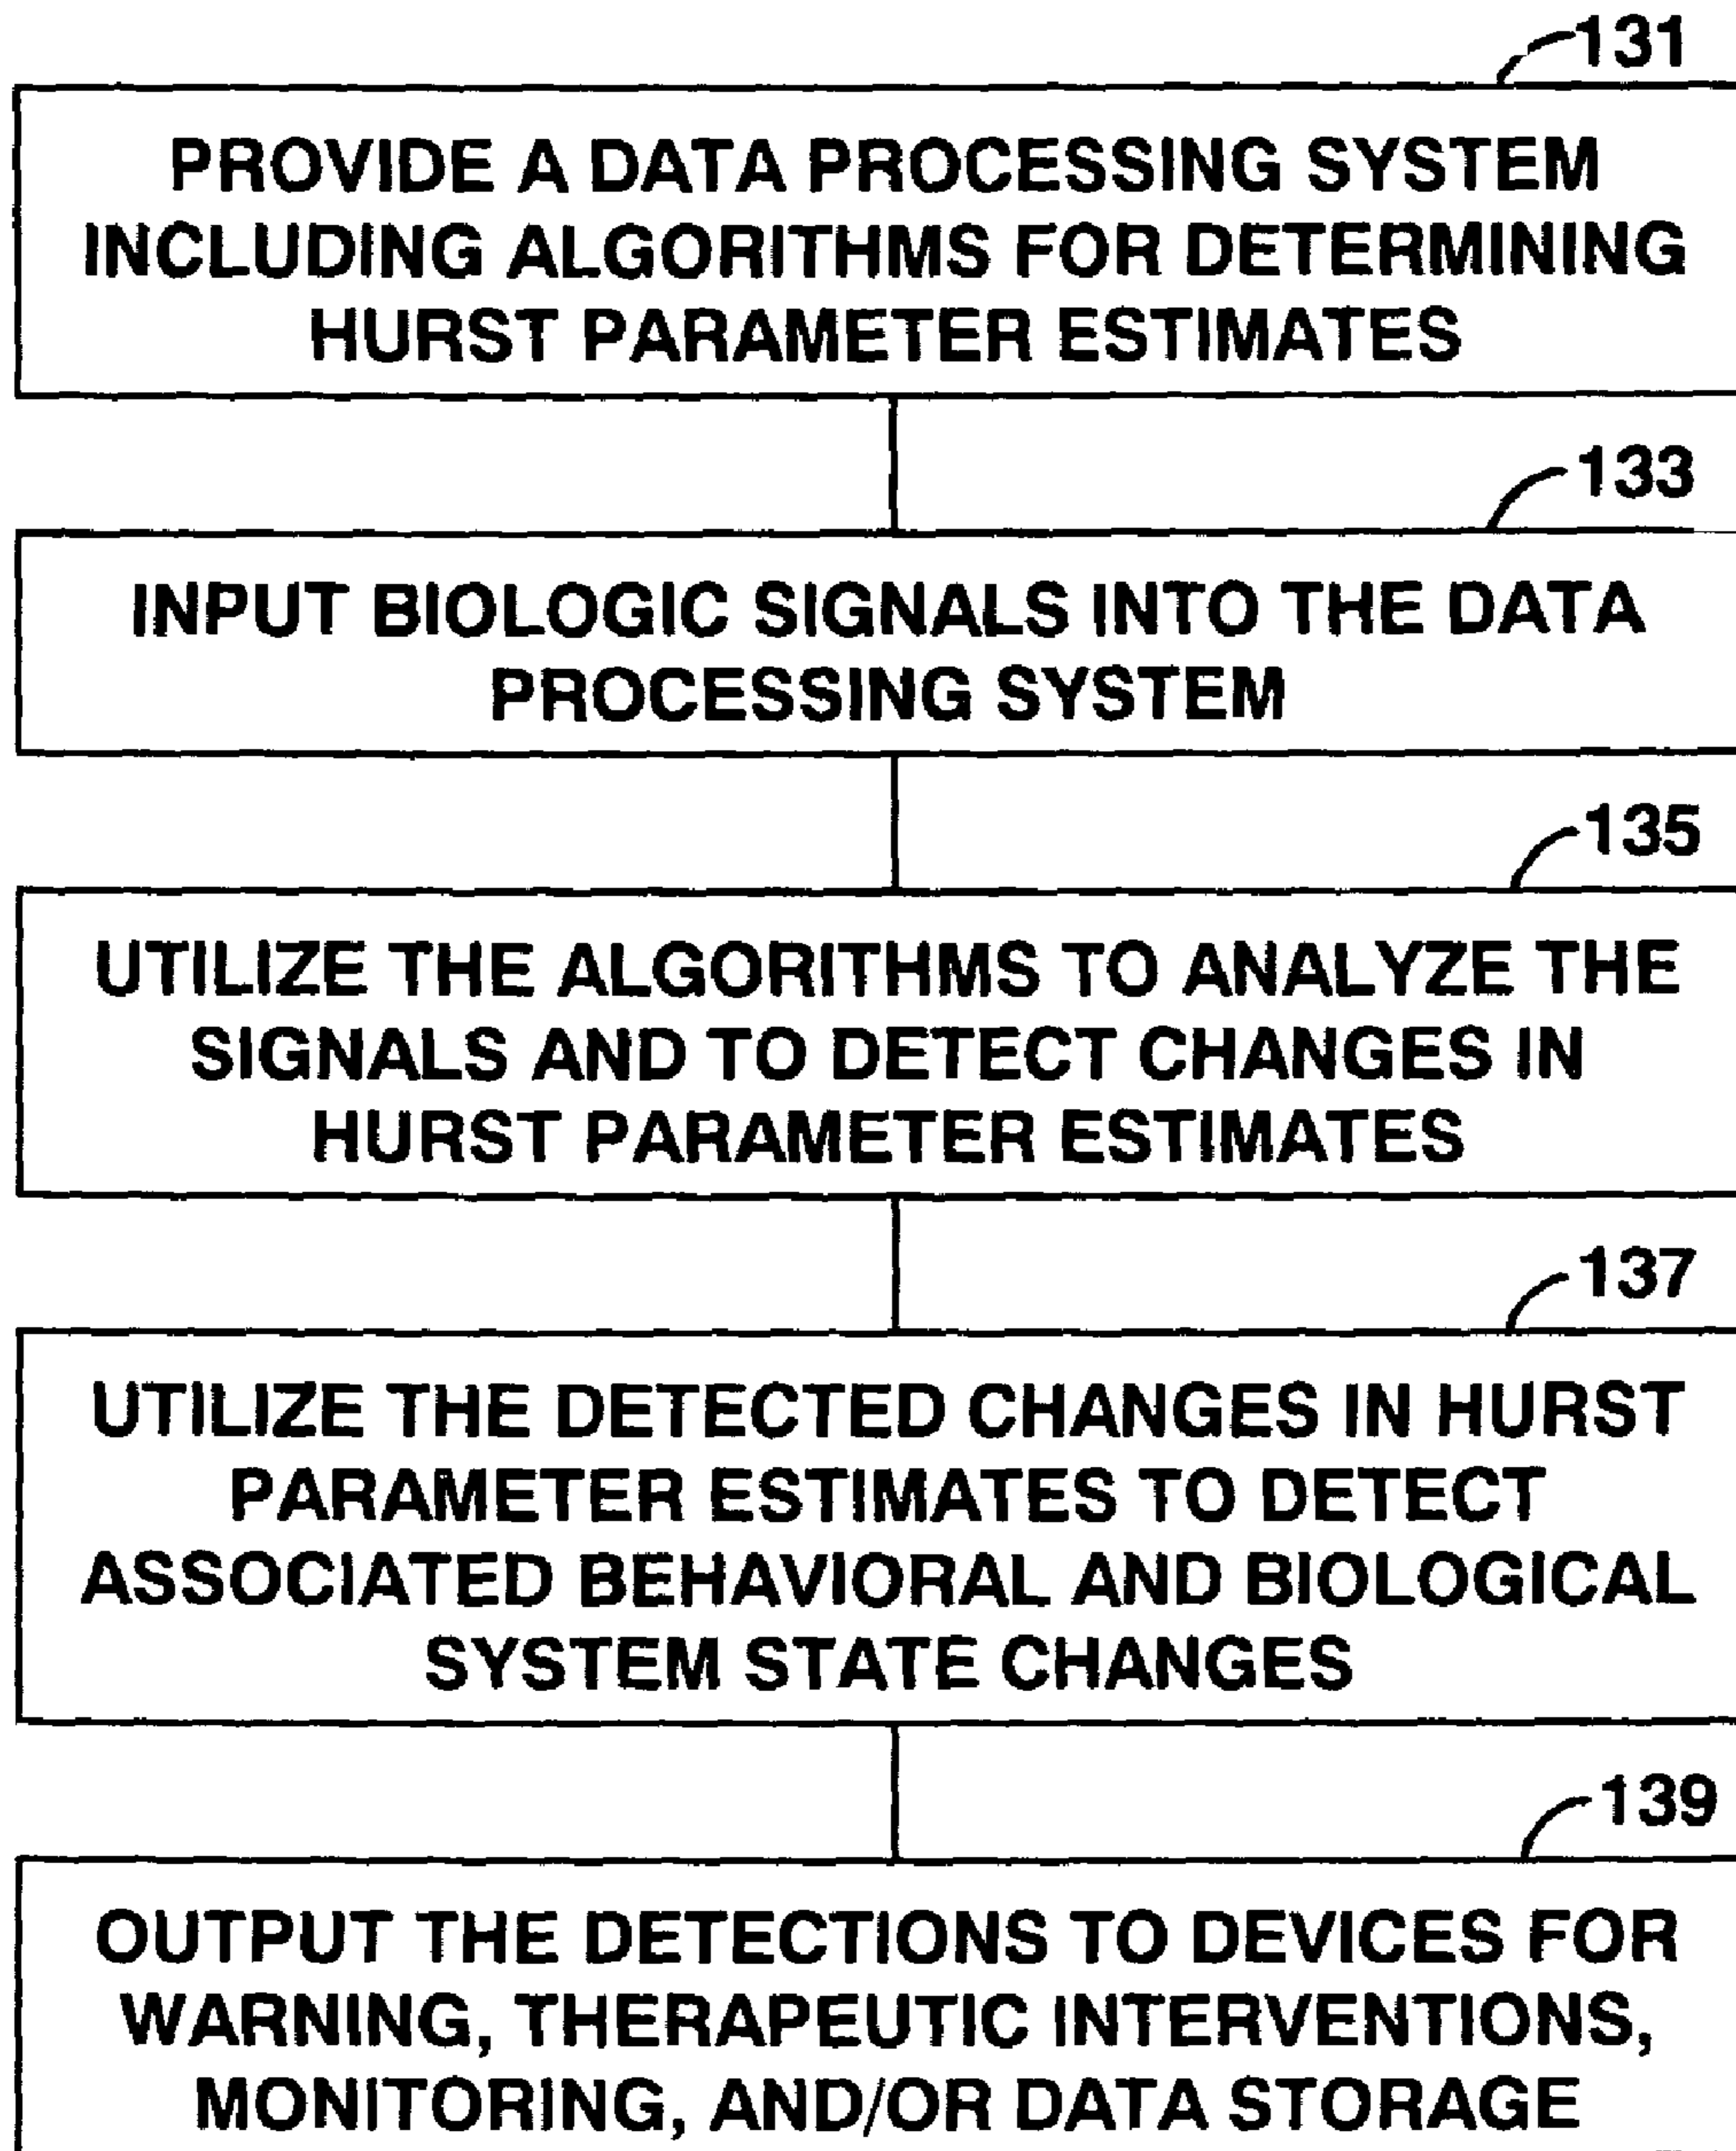 131
PROVIDE A DATA PROCESSING SYSTEM
INCLUDING ALGORITHMS FOR DETERMINING
HURST PARAMETER ESTIMATES
133
INPUT BIOLOGIC SIGNALS INTO THE DATA
PROCESSING SYSTEM
135
UTILIZE THE ALGORITHMS TO ANALYZE THE
SIGNALS AND TO DETECT CHANGES IN
HURST PARAMETER ESTIMATES
137
UTILIZE THE DETECTED CHANGES IN HURST
PARAMETER ESTIMATES TO DETECT
ASSOCIATED BEHAVIORAL AND BIOLOGICAL
SYSTEM STATE CHANGES
139
OUTPUT THE DETECTIONS TO DEVICES FOR
WARNING, THERAPEUTIC INTERVENTIONS,
MONITORING, AND/OR DATA STORAGE